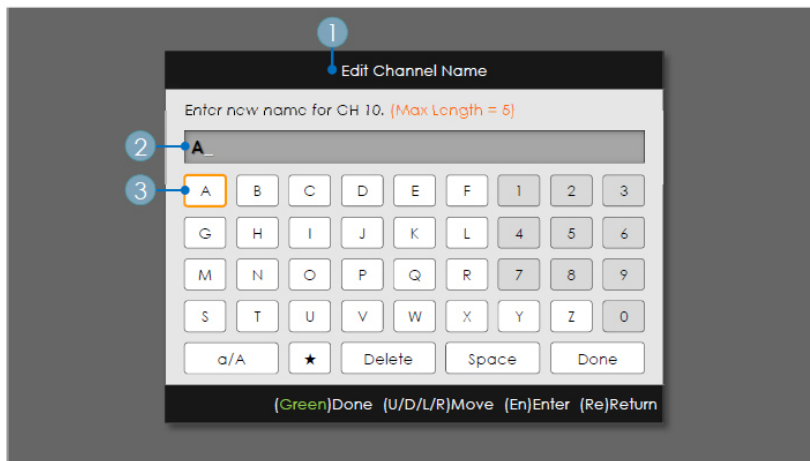 1
Edit Channel Name
Enter new name for CH 10. (Max Length = 5)
2 A_
3 A B C D E F 1 2 3
G H I J K L 4 5 6
M N O P Q R 7 8 9
S T U V W X Y Z 0
a/A ★ Delete Space Done
(Green)Done (U/D/L/R)Move (En)Enter (Re)Return